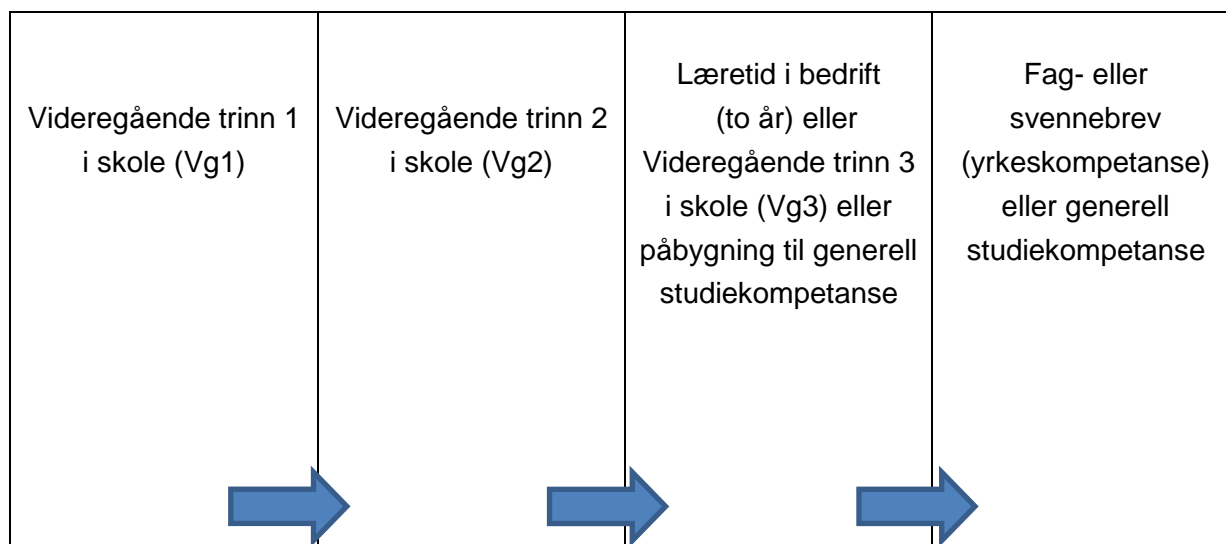 Videregående trinn 1
i skole (Vg1)
Videregående trinn 2
i skole (Vg2)
Læretid i bedrift
(to år) eller
Videregående trinn 3
i skole (Vg3) eller
påbygning til generell
studiekompetanse
Fag- eller
svennebrev
(yrkeskompetanse)
eller generell
studiekompetanse